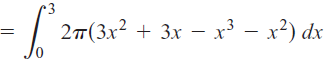 = ∫₀³ 2π(3x² + 3x − x³ − x²) dx